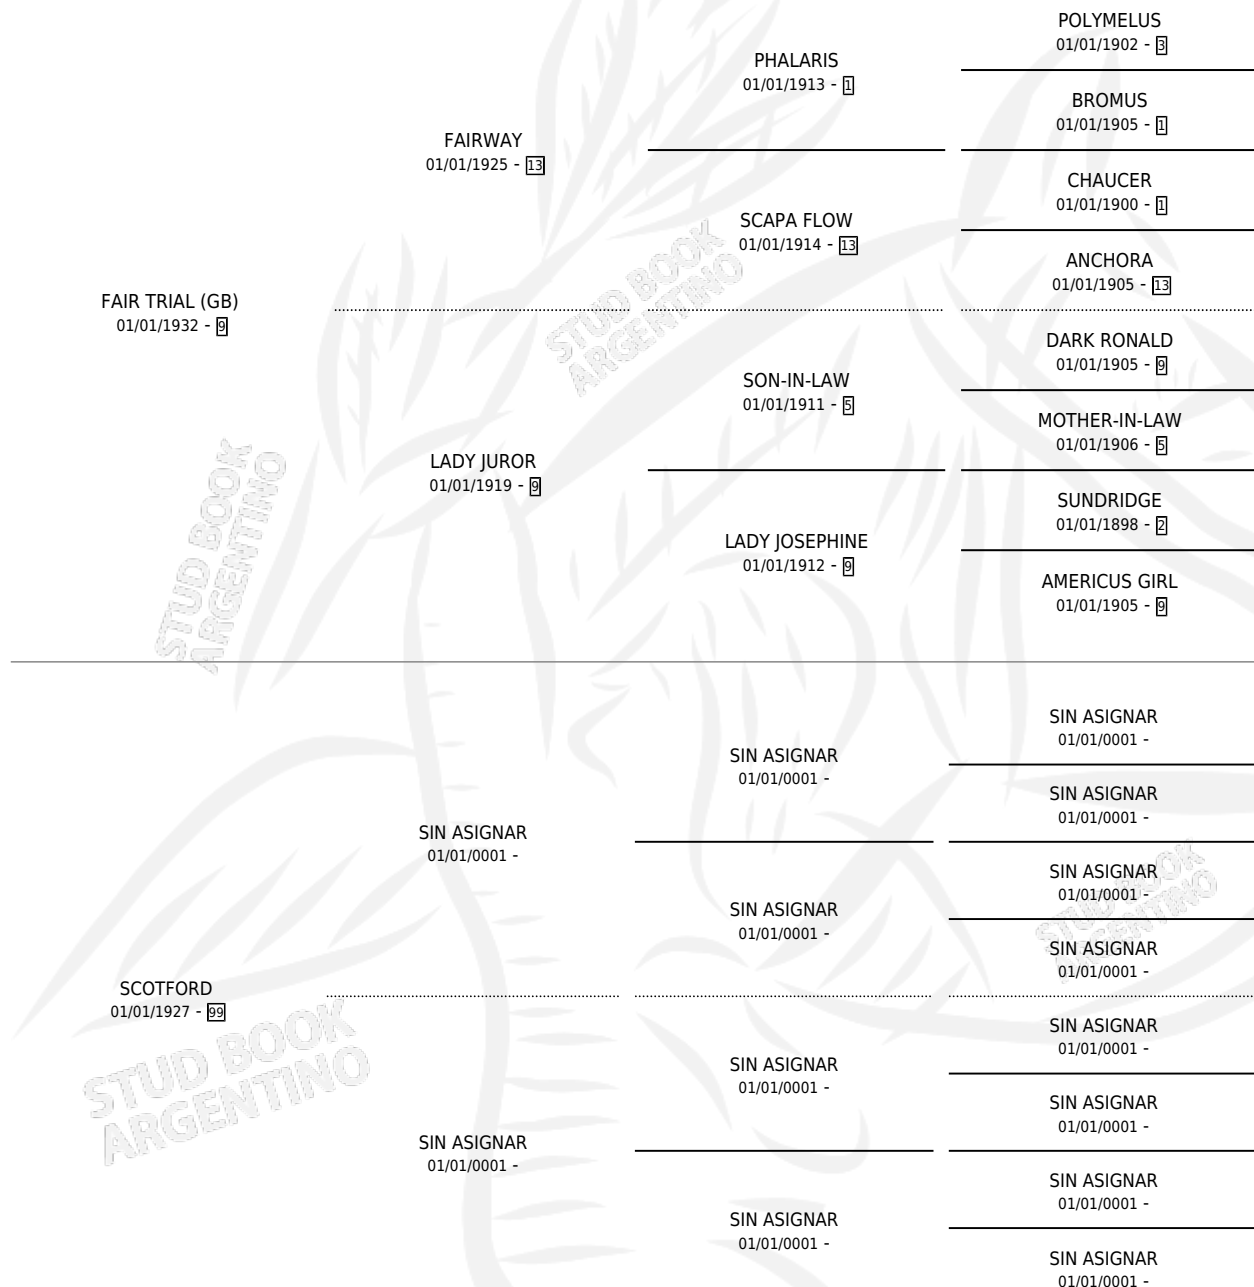 POLYMELUS
01/01/1902 - 3
PHALARIS
01/01/1913 - 1
BROMUS
01/01/1905 - 1
FAIRWAY
01/01/1925 - 13
CHAUCER
01/01/1900 - 1
SCAPA FLOW
01/01/1914 - 13
ANCHORA
01/01/1905 - 13
FAIR TRIAL (GB)
01/01/1932 - 9
DARK RONALD
01/01/1905 - 9
SON-IN-LAW
01/01/1911 - 5
MOTHER-IN-LAW
01/01/1906 - 5
LADY JUROR
01/01/1919 - 9
SUNDRIDGE
01/01/1898 - 2
LADY JOSEPHINE
01/01/1912 - 9
AMERICUS GIRL
01/01/1905 - 9
SIN ASIGNAR
01/01/0001 -
SIN ASIGNAR
01/01/0001 -
SIN ASIGNAR
01/01/0001 -
SIN ASIGNAR
01/01/0001 -
SIN ASIGNAR
01/01/0001 -
SIN ASIGNAR
01/01/0001 -
SIN ASIGNAR
01/01/0001 -
SCOTFORD
01/01/1927 - 99
SIN ASIGNAR
01/01/0001 -
SIN ASIGNAR
01/01/0001 -
SIN ASIGNAR
01/01/0001 -
SIN ASIGNAR
01/01/0001 -
SIN ASIGNAR
01/01/0001 -
SIN ASIGNAR
01/01/0001 -
SIN ASIGNAR
01/01/0001 -
STUD BOOK
ARGENTINO
STUD BOOK
ARGENTINO
STUD BOOK
ARGENTINO
STUD BOOK
ARGENTINO